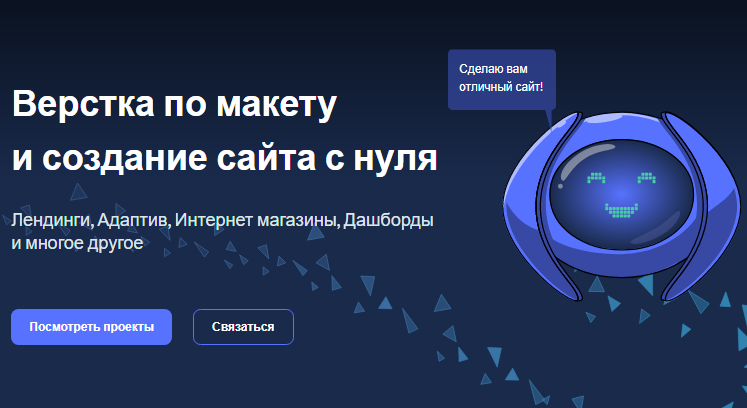 Сделаю вам
отличный сайт!
Верстка по макету
и создание сайта с нуля
Лендинги, Адаптив, Интернет магазины, Дашборды
и многое другое
Посмотреть проекты
Связаться